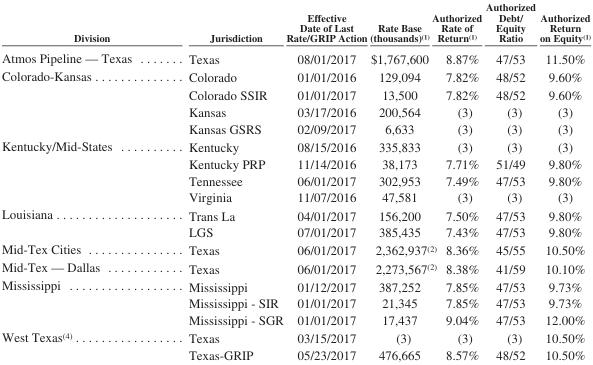 Division Jurisdiction Effective Date of Last Rate/GRIP Action Rate Base (thousands)(1) Authorized Rate of Return(1) Authorized Debt/ Equity Ratio Authorized Return on Equity(1)
Atmos Pipeline — Texas ....... Texas 08/01/2017 $1,767,600 8.87% 47/53 11.50%
Colorado-Kansas .............. Colorado 01/01/2016 129,094 7.82% 48/52 9.60%
Colorado SSIR 01/01/2017 13,500 7.82% 48/52 9.60%
Kansas 03/17/2016 200,564 (3) (3) (3)
Kansas GSRS 02/09/2017 6,633 (3) (3) (3)
Kentucky/Mid-States .......... Kentucky 08/15/2016 335,833 (3) (3) (3)
Kentucky PRP 11/14/2016 38,173 7.71% 51/49 9.80%
Tennessee 06/01/2017 302,953 7.49% 47/53 9.80%
Virginia 11/07/2016 47,581 (3) (3) (3)
Louisiana .................... Trans La 04/01/2017 156,200 7.50% 47/53 9.80%
LGS 07/01/2017 385,435 7.43% 47/53 9.80%
Mid-Tex Cities ............... Texas 06/01/2017 2,362,937(2) 8.36% 45/55 10.50%
Mid-Tex — Dallas ............ Texas 06/01/2017 2,273,567(2) 8.38% 41/59 10.10%
Mississippi .................. Mississippi 01/12/2017 387,252 7.85% 47/53 9.73%
Mississippi - SIR 01/01/2017 21,345 7.85% 47/53 9.73%
Mississippi - SGR 01/01/2017 17,437 9.04% 47/53 12.00%
West Texas(4) ................. Texas 03/15/2017 (3) (3) (3) 10.50%
Texas-GRIP 05/23/2017 476,665 8.57% 48/52 10.50%